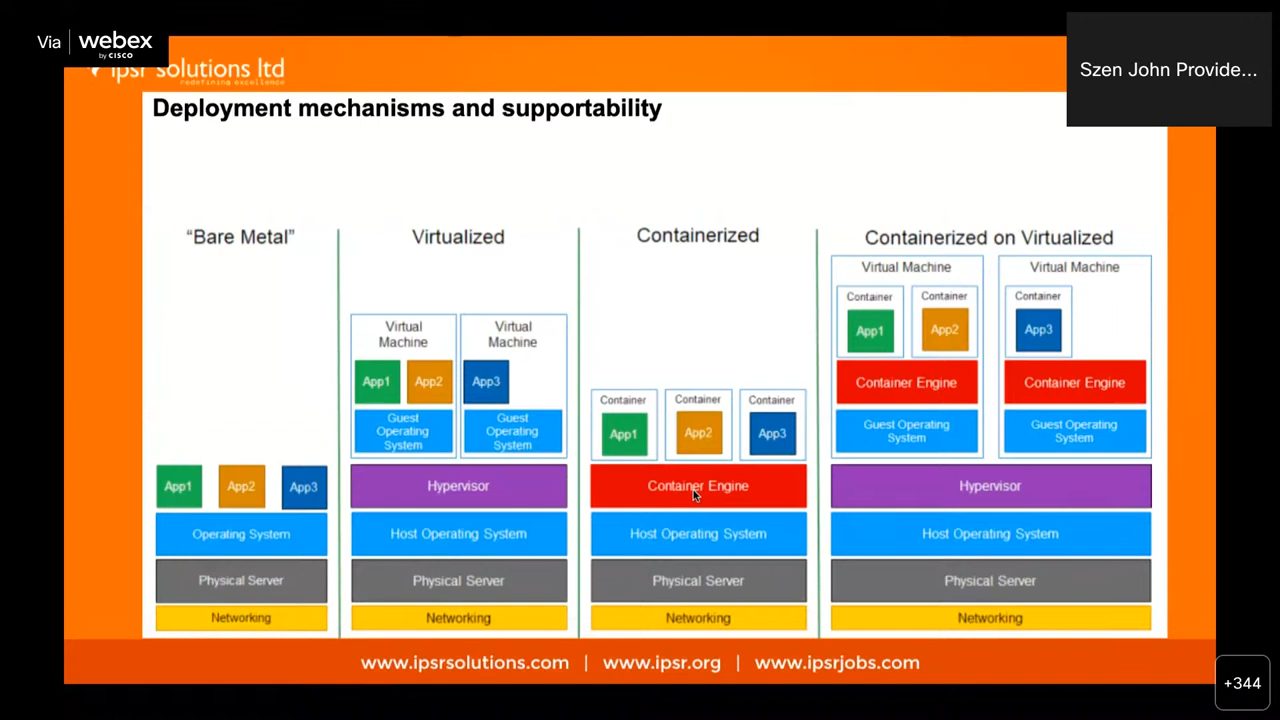 Via
webex
by CISCO
Szen John Provide...
ipsr solutions ltd
redefining excellence
Deployment mechanisms and supportability
“Bare Metal”
App1
App2
App3
Operating System
Physical Server
Networking
Virtualized
Virtual
Machine
Virtual
Machine
App1
App2
App3
Guest
Operating
System
Guest
Operating
System
Hypervisor
Host Operating System
Physical Server
Networking
Containerized
Container
Container
Container
App1
App2
App3
Container Engine
Host Operating System
Physical Server
Networking
Containerized on Virtualized
Virtual Machine
Virtual Machine
Container
Container
Container
App1
App2
App3
Container Engine
Container Engine
Guest Operating
System
Guest Operating
System
Hypervisor
Host Operating System
Physical Server
Networking
www.ipsrsolutions.com | www.ipsr.org | www.ipsrjobs.com
+344